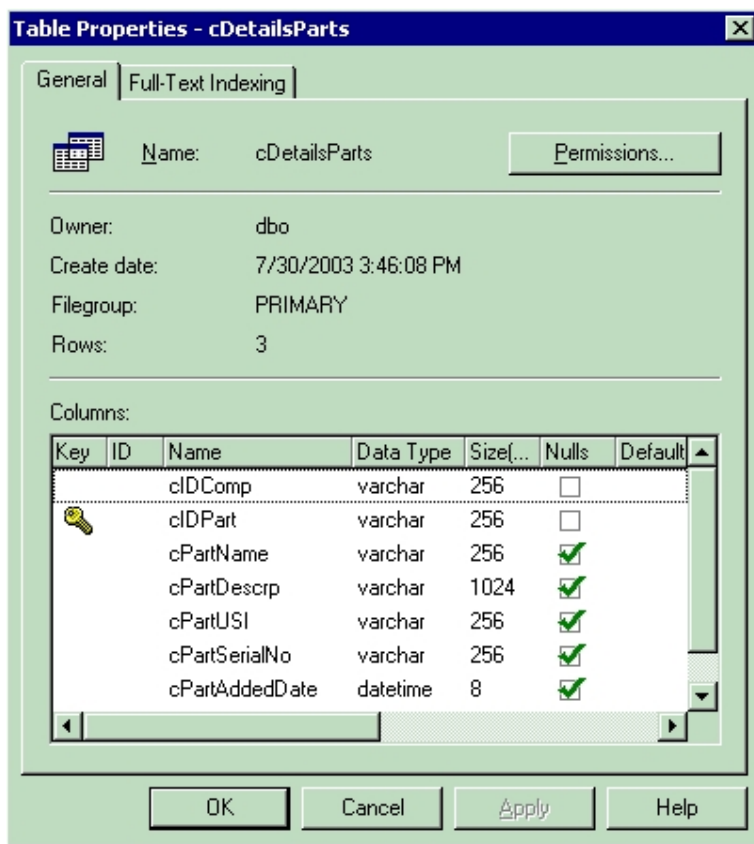 Table Properties - cDetailsParts
General Full-Text Indexing
Name: cDetailsParts Permissions...
Owner: dbo
Create date: 7/30/2003 3:46:08 PM
Filegroup: PRIMARY
Rows: 3
Columns:
Key ID Name Data Type Size(... Nulls Default
cIDComp varchar 256
cIDPart varchar 256
cPartName varchar 256
cPartDescrp varchar 1024
cPartUSI varchar 256
cPartSerialNo varchar 256
cPartAddedDate datetime 8
OK Cancel Apply Help